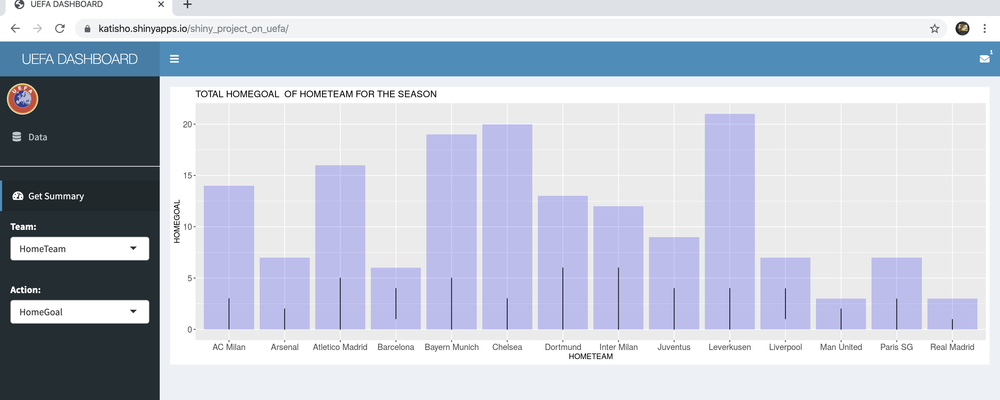 UEFA DASHBOARD
katisho.shinyapps.io/shiny_project_on_uefa/
UEFA DASHBOARD
1
UEFA
Data
Get Summary
Team:
HomeTeam
Action:
HomeGoal
TOTAL HOMEGOAL  OF HOMETEAM FOR THE SEASON
HOMEGOAL
20
15
10
5
0
AC Milan Arsenal Atletico Madrid Barcelona Bayern Munich Chelsea Dortmund Inter Milan Juventus Leverkusen Liverpool Man United Paris SG Real Madrid
HOMETEAM